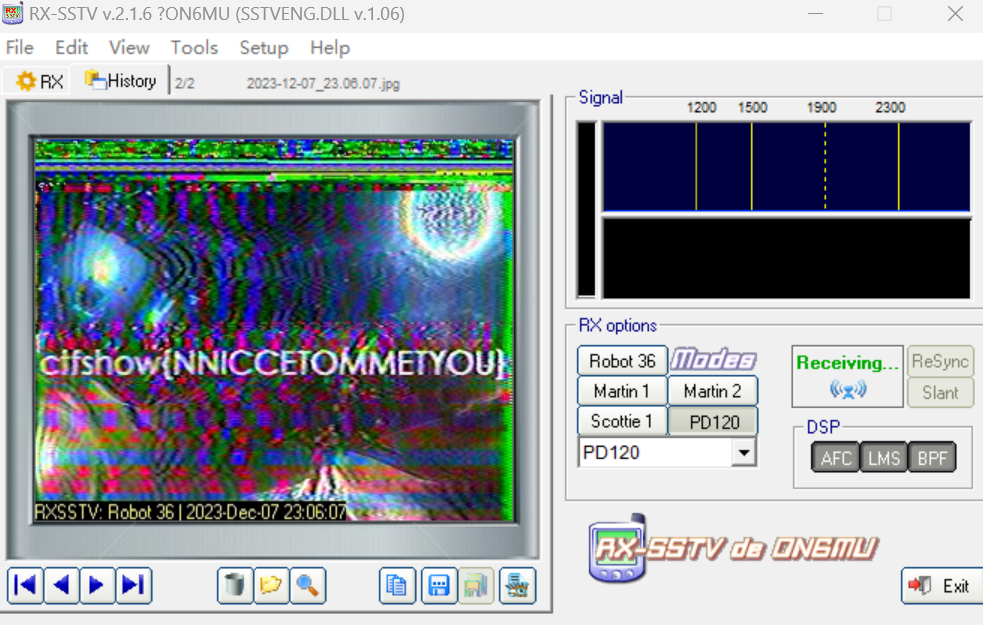 RX-SSTV v.2.1.6 ?ON6MU (SSTVENG.DLL v.1.06)
File Edit View Tools Setup Help
RX History 2/2 2023-12-07_23.06.07.jpg
Signal
1200 1500 1900 2300
ctfshow{NNICCETOMMETYOU}
RXSSTV: Robot 36 | 2023-Dec-07 23:06:07
RX options
Robot 36 Modes
Martin 1 Martin 2
Scottie 1 PD120
PD120
Receiving... ReSync
Slant
DSP
AFC LMS BPF
RX-SSTV de ON6MU
Exit